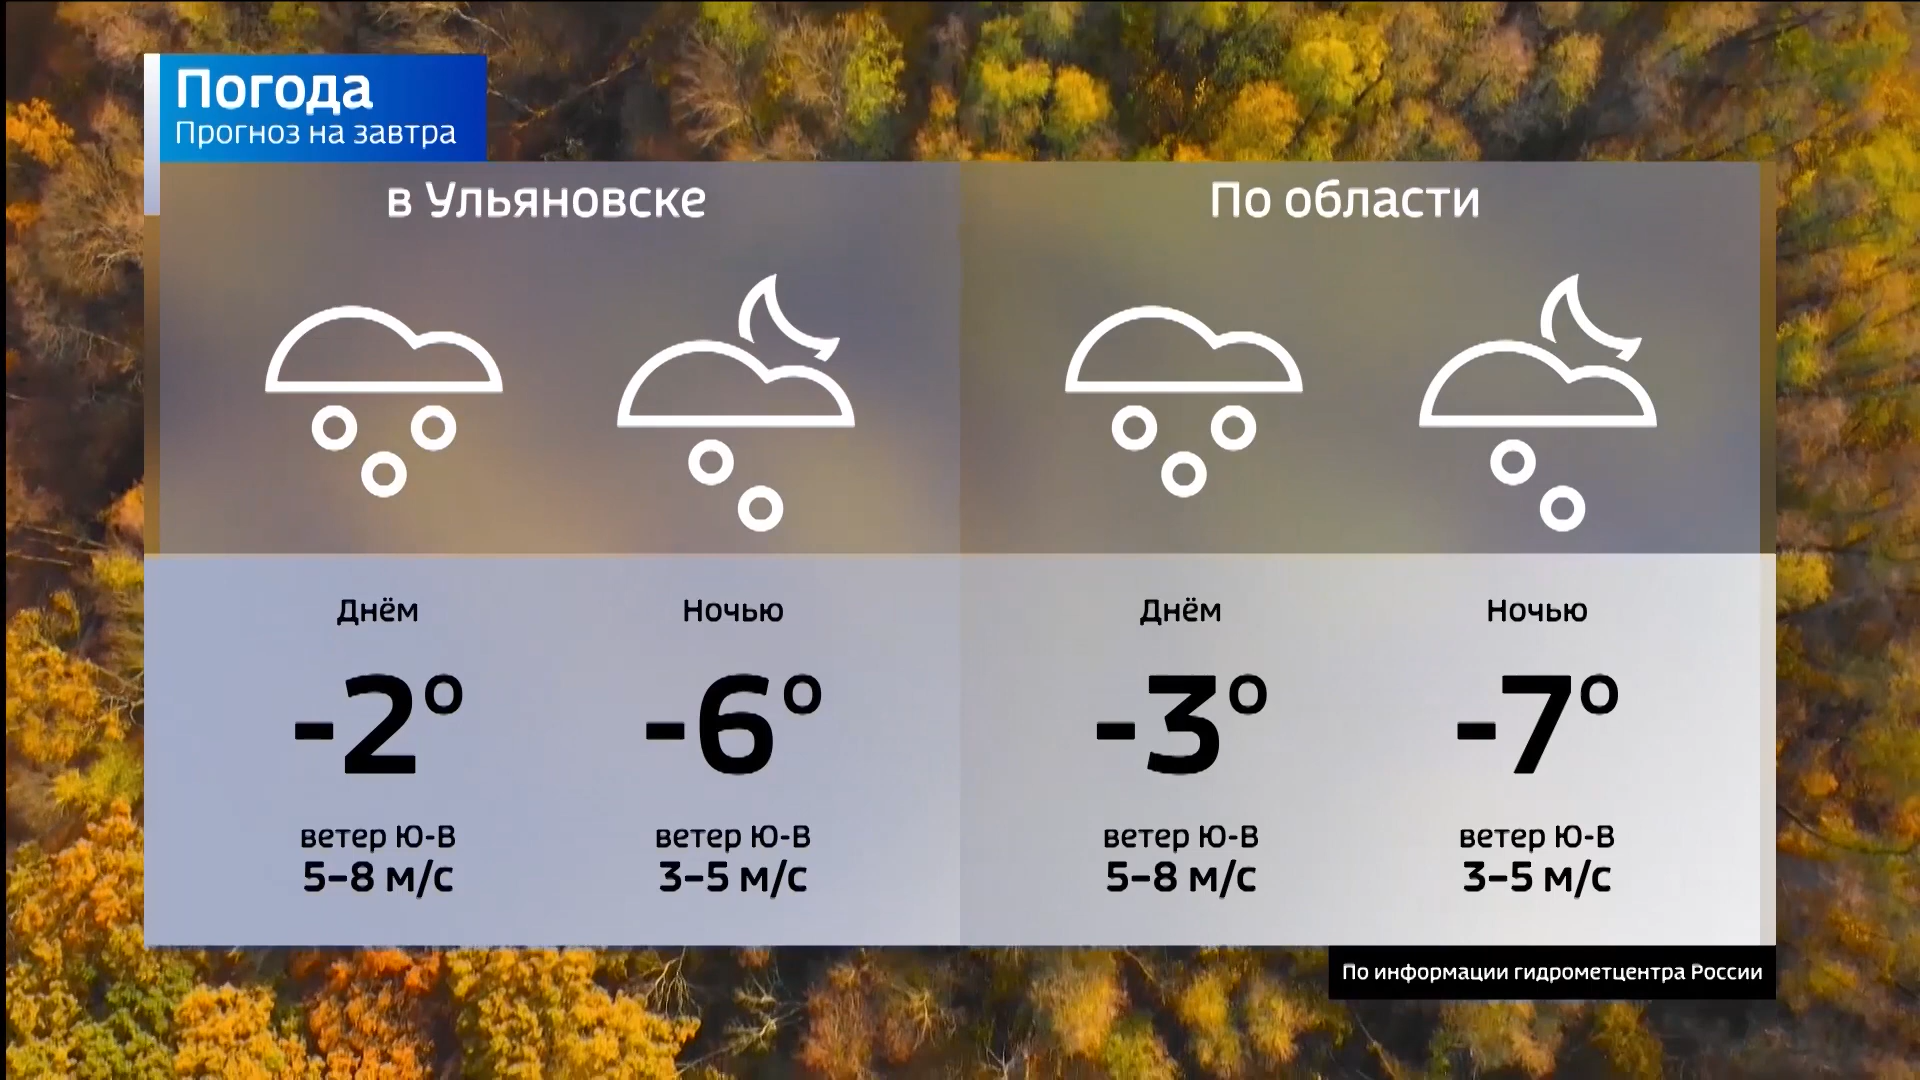 Погода
Прогноз на завтра
в Ульяновске
По области
Днём
Ночью
Днём
Ночью
-2°
-6°
-3°
-7°
ветер Ю-В
ветер Ю-В
ветер Ю-В
ветер Ю-В
5-8 м/с
3-5 м/с
5-8 м/с
3-5 м/с
По информации гидрометцентра России